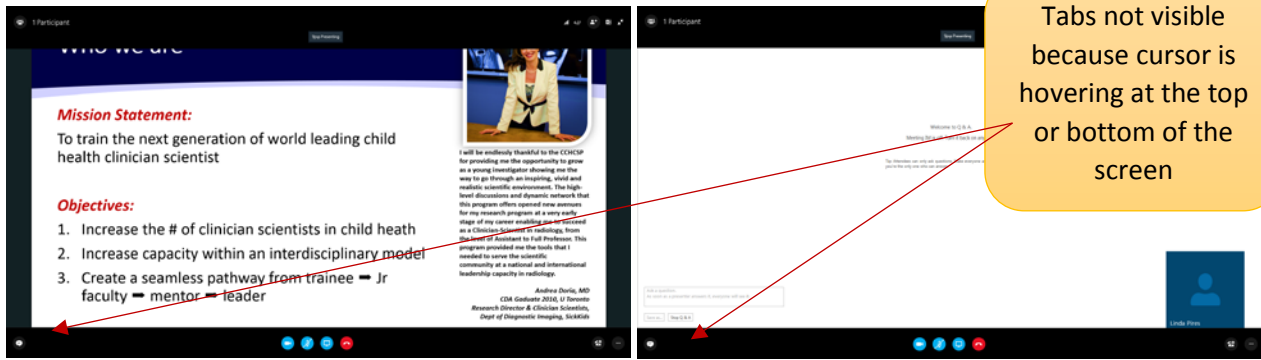 1 Participant
Stop Presenting
Who we are
Mission Statement:
To train the next generation of world leading child
health clinician scientist
Objectives:
1. Increase the # of clinician scientists in child heath
2. Increase capacity within an interdisciplinary model
3. Create a seamless pathway from trainee ➡ Jr
faculty ➡ mentor ➡ leader
I will be endlessly thankful to the CCHCSP
for providing me the opportunity to grow
as a young investigator showing me the
way to go through an inspiring, vivid and
realistic scientific environment. The high-
level discussions and dynamic network that
this program offers opened new avenues
for my research program at a very early
stage of my career enabling me to succeed
as a Clinician-Scientist in radiology, from
the level of Assistant to Full Professor. This
program provided me the tools that I
needed to serve the scientific
community at a national and international
leadership capacity in radiology.
Andrea Doria, MD
CDA Gaduate 2010, U Toronto
Research Director & Clinician Scientists,
Dept of Diagnostic Imaging, SickKids
1 Participant
Stop Presenting
Welcome to Q & A.
Ask a question.
Stop Q & A
Linda Pires
Tabs not visible
because cursor is
hovering at the top
or bottom of the
screen